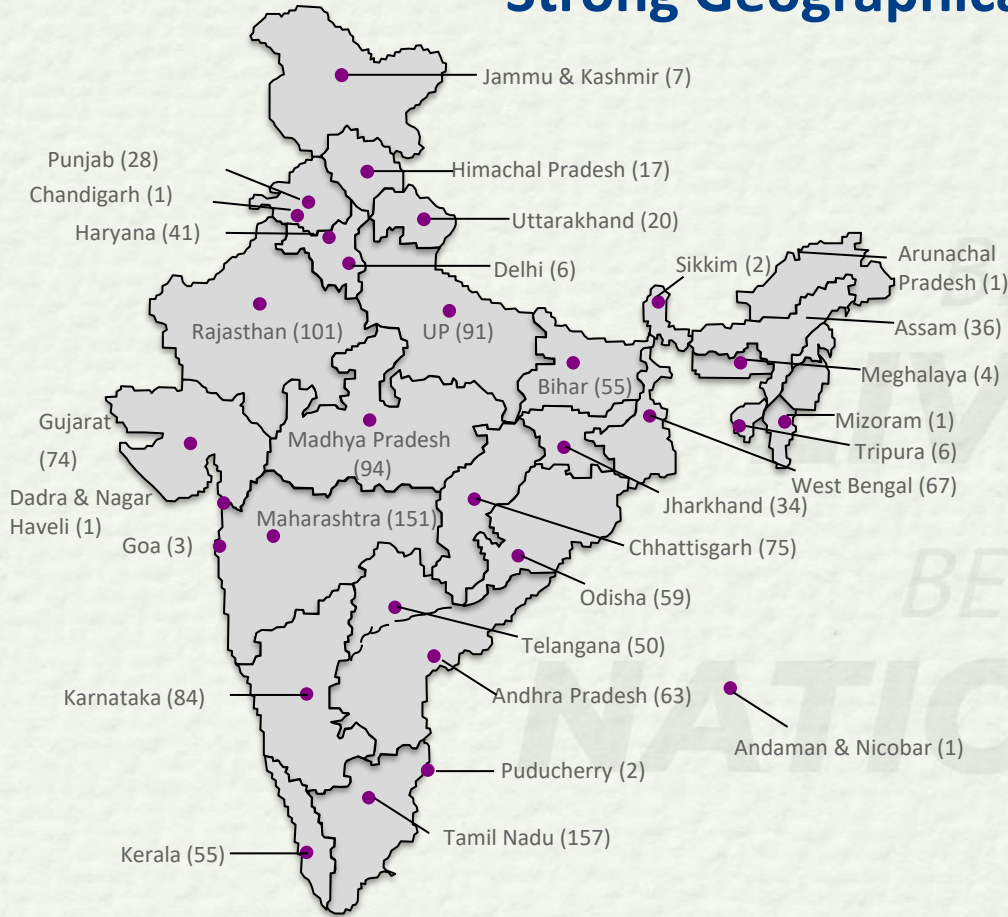 Strong Geographica
Jammu & Kashmir (7)
Punjab (28)
Himachal Pradesh (17)
Chandigarh (1)
Uttarakhand (20)
Haryana (41)
Delhi (6)
Sikkim (2)
Arunachal
Pradesh (1)
Rajasthan (101)
UP (91)
Assam (36)
Bihar (55)
Meghalaya (4)
Gujarat
(74)
Madhya Pradesh
(94)
Mizoram (1)
Tripura (6)
West Bengal (67)
Dadra & Nagar
Haveli (1)
Jharkhand (34)
Maharashtra (151)
Goa (3)
Chhattisgarh (75)
Odisha (59)
Telangana (50)
Karnataka (84)
Andhra Pradesh (63)
Andaman & Nicobar (1)
Puducherry (2)
Tamil Nadu (157)
Kerala (55)
BE
NATIO